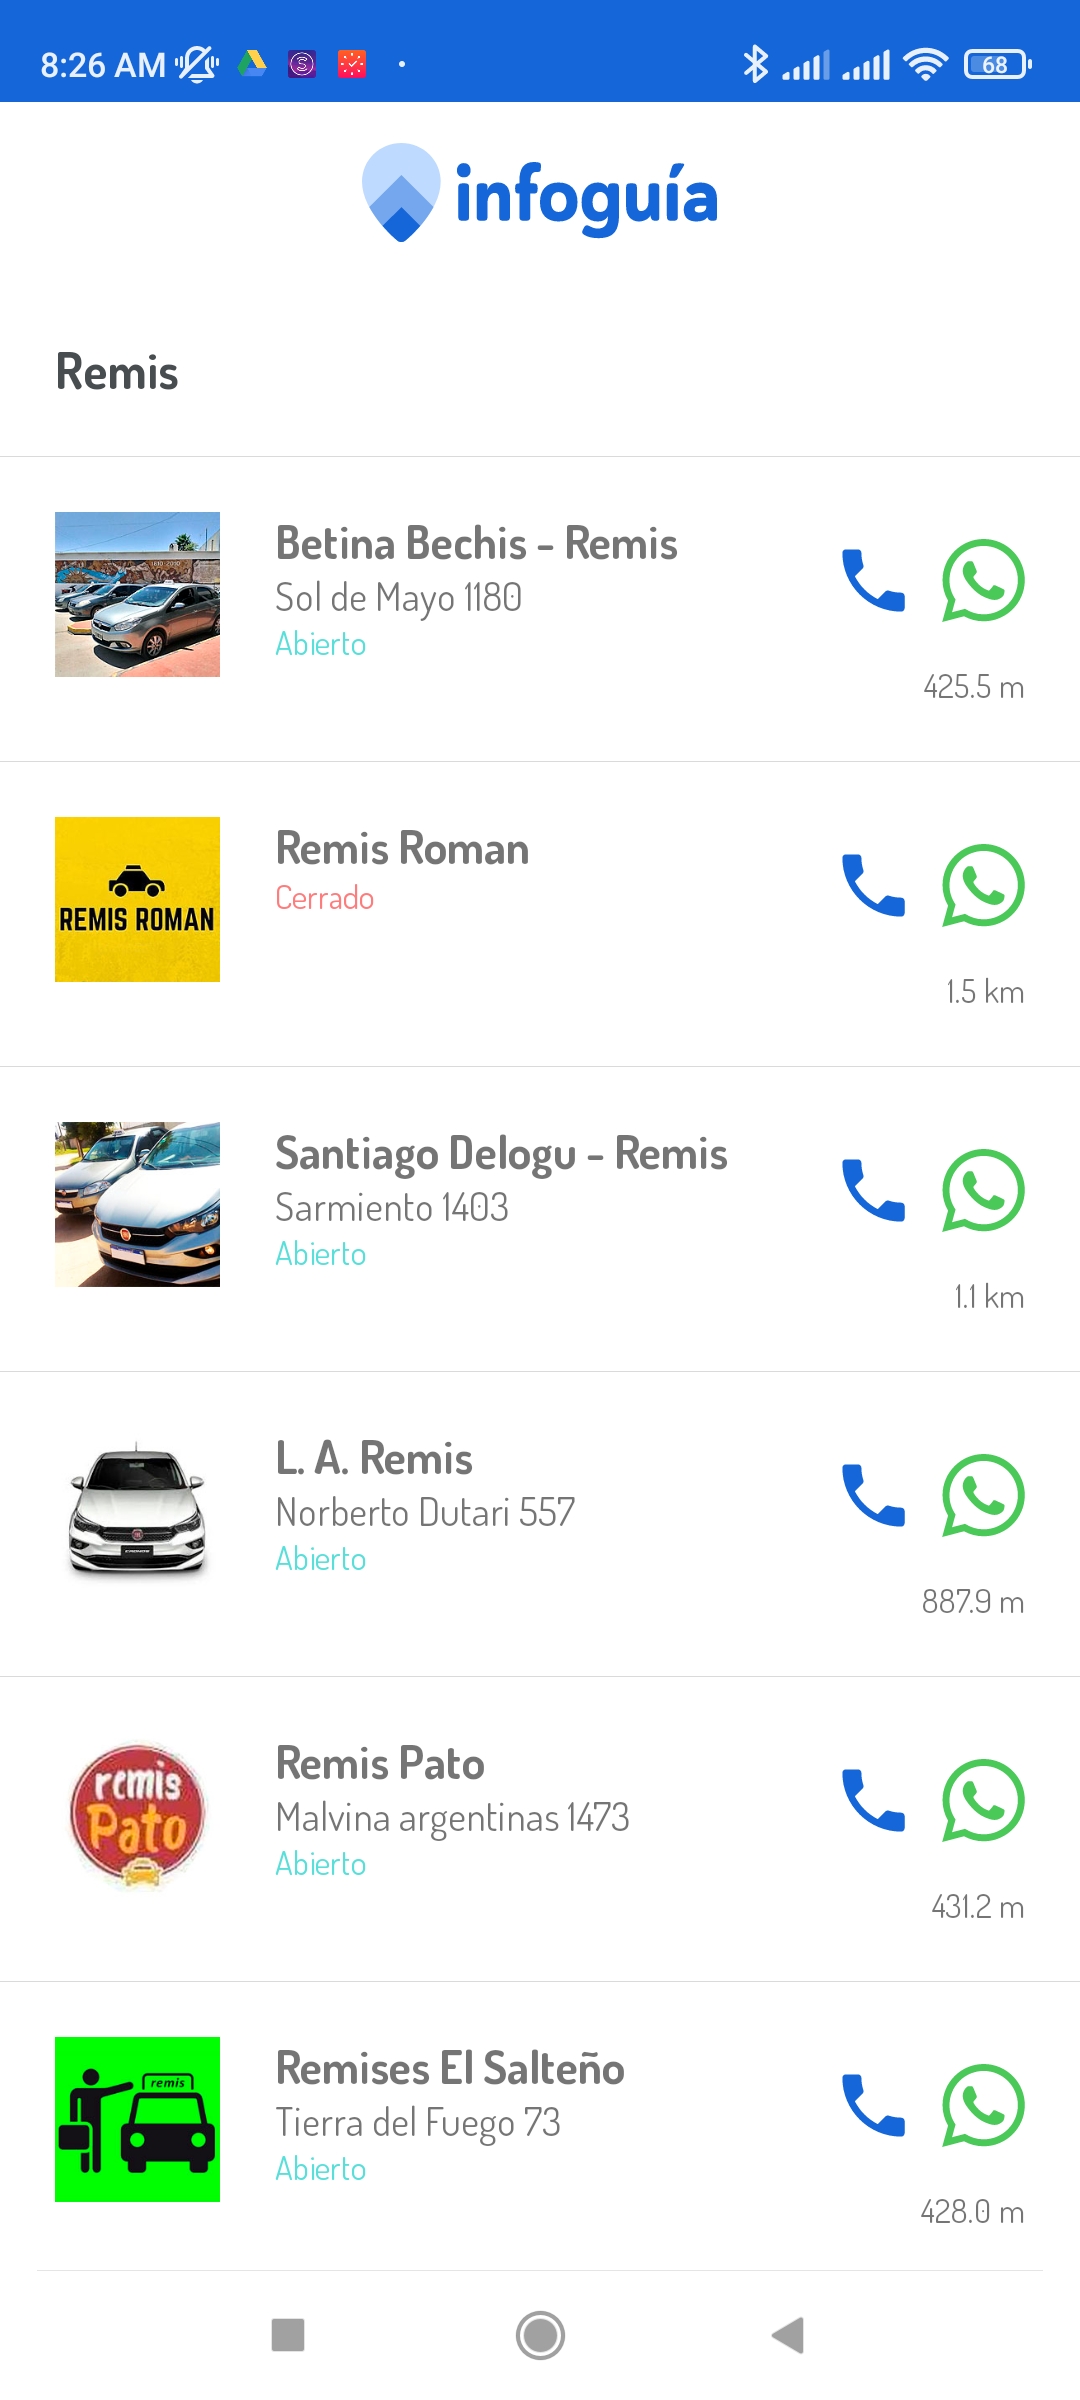 8:26 AM
68
infoguía
Remis
Betina Bechis - Remis
Sol de Mayo 1180
Abierto
425.5 m
REMIS ROMAN
Remis Roman
Cerrado
1.5 km
Santiago Delogu - Remis
Sarmiento 1403
Abierto
1.1 km
L. A. Remis
Norberto Dutari 557
Abierto
887.9 m
remis
Pato
Remis Pato
Malvina argentinas 1473
Abierto
431.2 m
remis
Remises El Salteño
Tierra del Fuego 73
Abierto
428.0 m